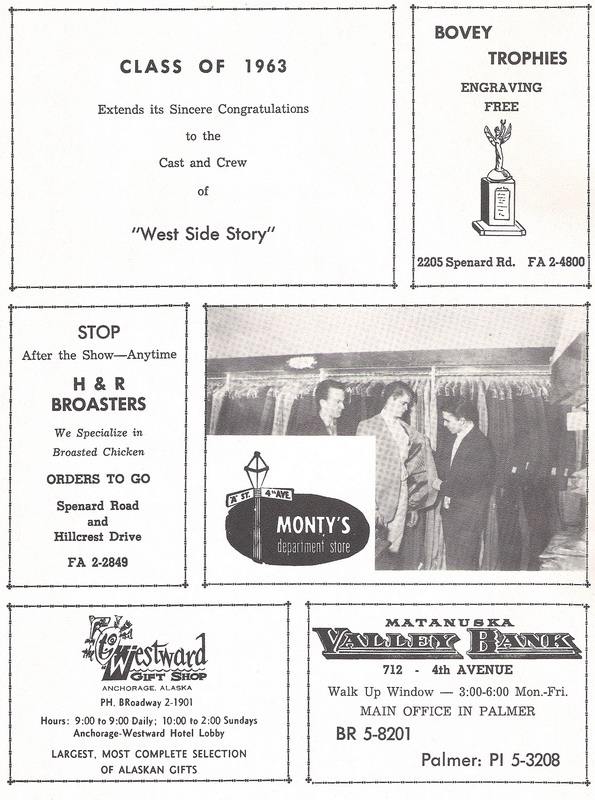 CLASS OF 1963
Extends its Sincere Congratulations
to the
Cast and Crew
of
"West Side Story"
BOVEY
TROPHIES
ENGRAVING
FREE
2205 Spenard Rd. FA 2-4800
STOP
After the Show—Anytime
H & R
BROASTERS
We Specialize in
Broasted Chicken
ORDERS TO GO
Spenard Road
and
Hillcrest Drive
FA 2-2849
"A" ST. 4th AVE.
MONTY'S
department store
Westward
GIFT SHOP
ANCHORAGE, ALASKA
PH. BRoadway 2-1901
Hours: 9:00 to 9:00 Daily; 10:00 to 2:00 Sundays
Anchorage-Westward Hotel Lobby
LARGEST, MOST COMPLETE SELECTION
OF ALASKAN GIFTS
MATANUSKA
VALLEY BANK
712 - 4th AVENUE
Walk Up Window — 3:00-6:00 Mon.-Fri.
MAIN OFFICE IN PALMER
BR 5-8201
Palmer: PI 5-3208